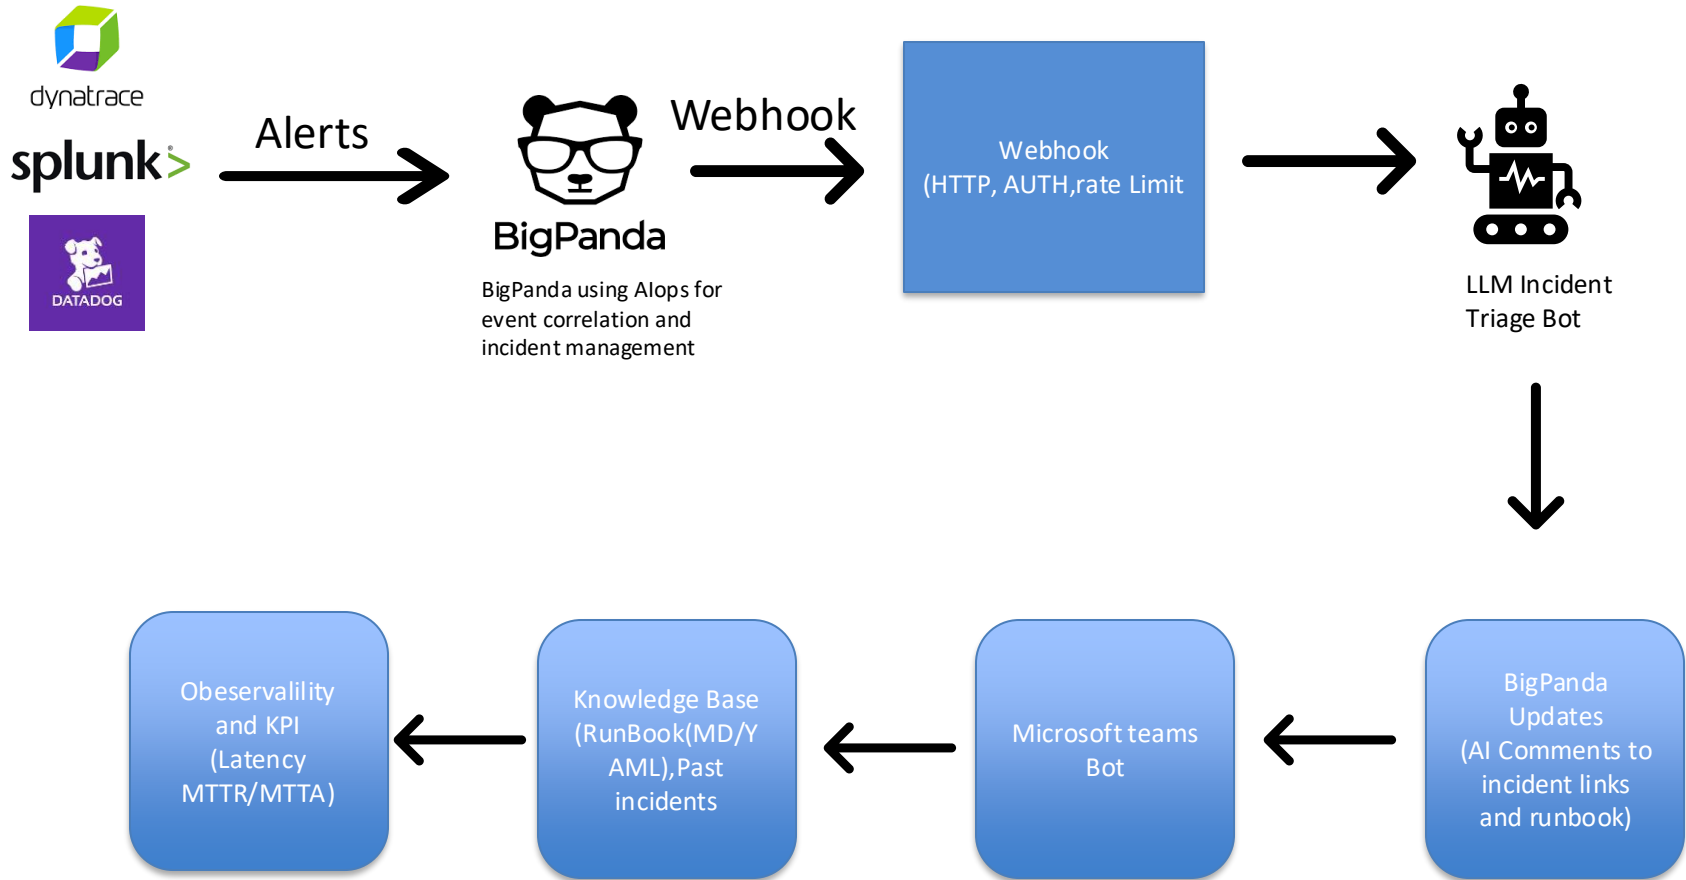 dynatrace
splunk>
DATADOG
Alerts
BigPanda
BigPanda using AIops for
event correlation and
incident management
Webhook
Webhook
(HTTP, AUTH,rate Limit
LLM Incident
Triage Bot
Obeservalility
and KPI
(Latency
MTTR/MTTA)
Knowledge Base
(RunBook(MD/Y
AML),Past
incidents
Microsoft teams
Bot
BigPanda
Updates
(AI Comments to
incident links
and runbook)